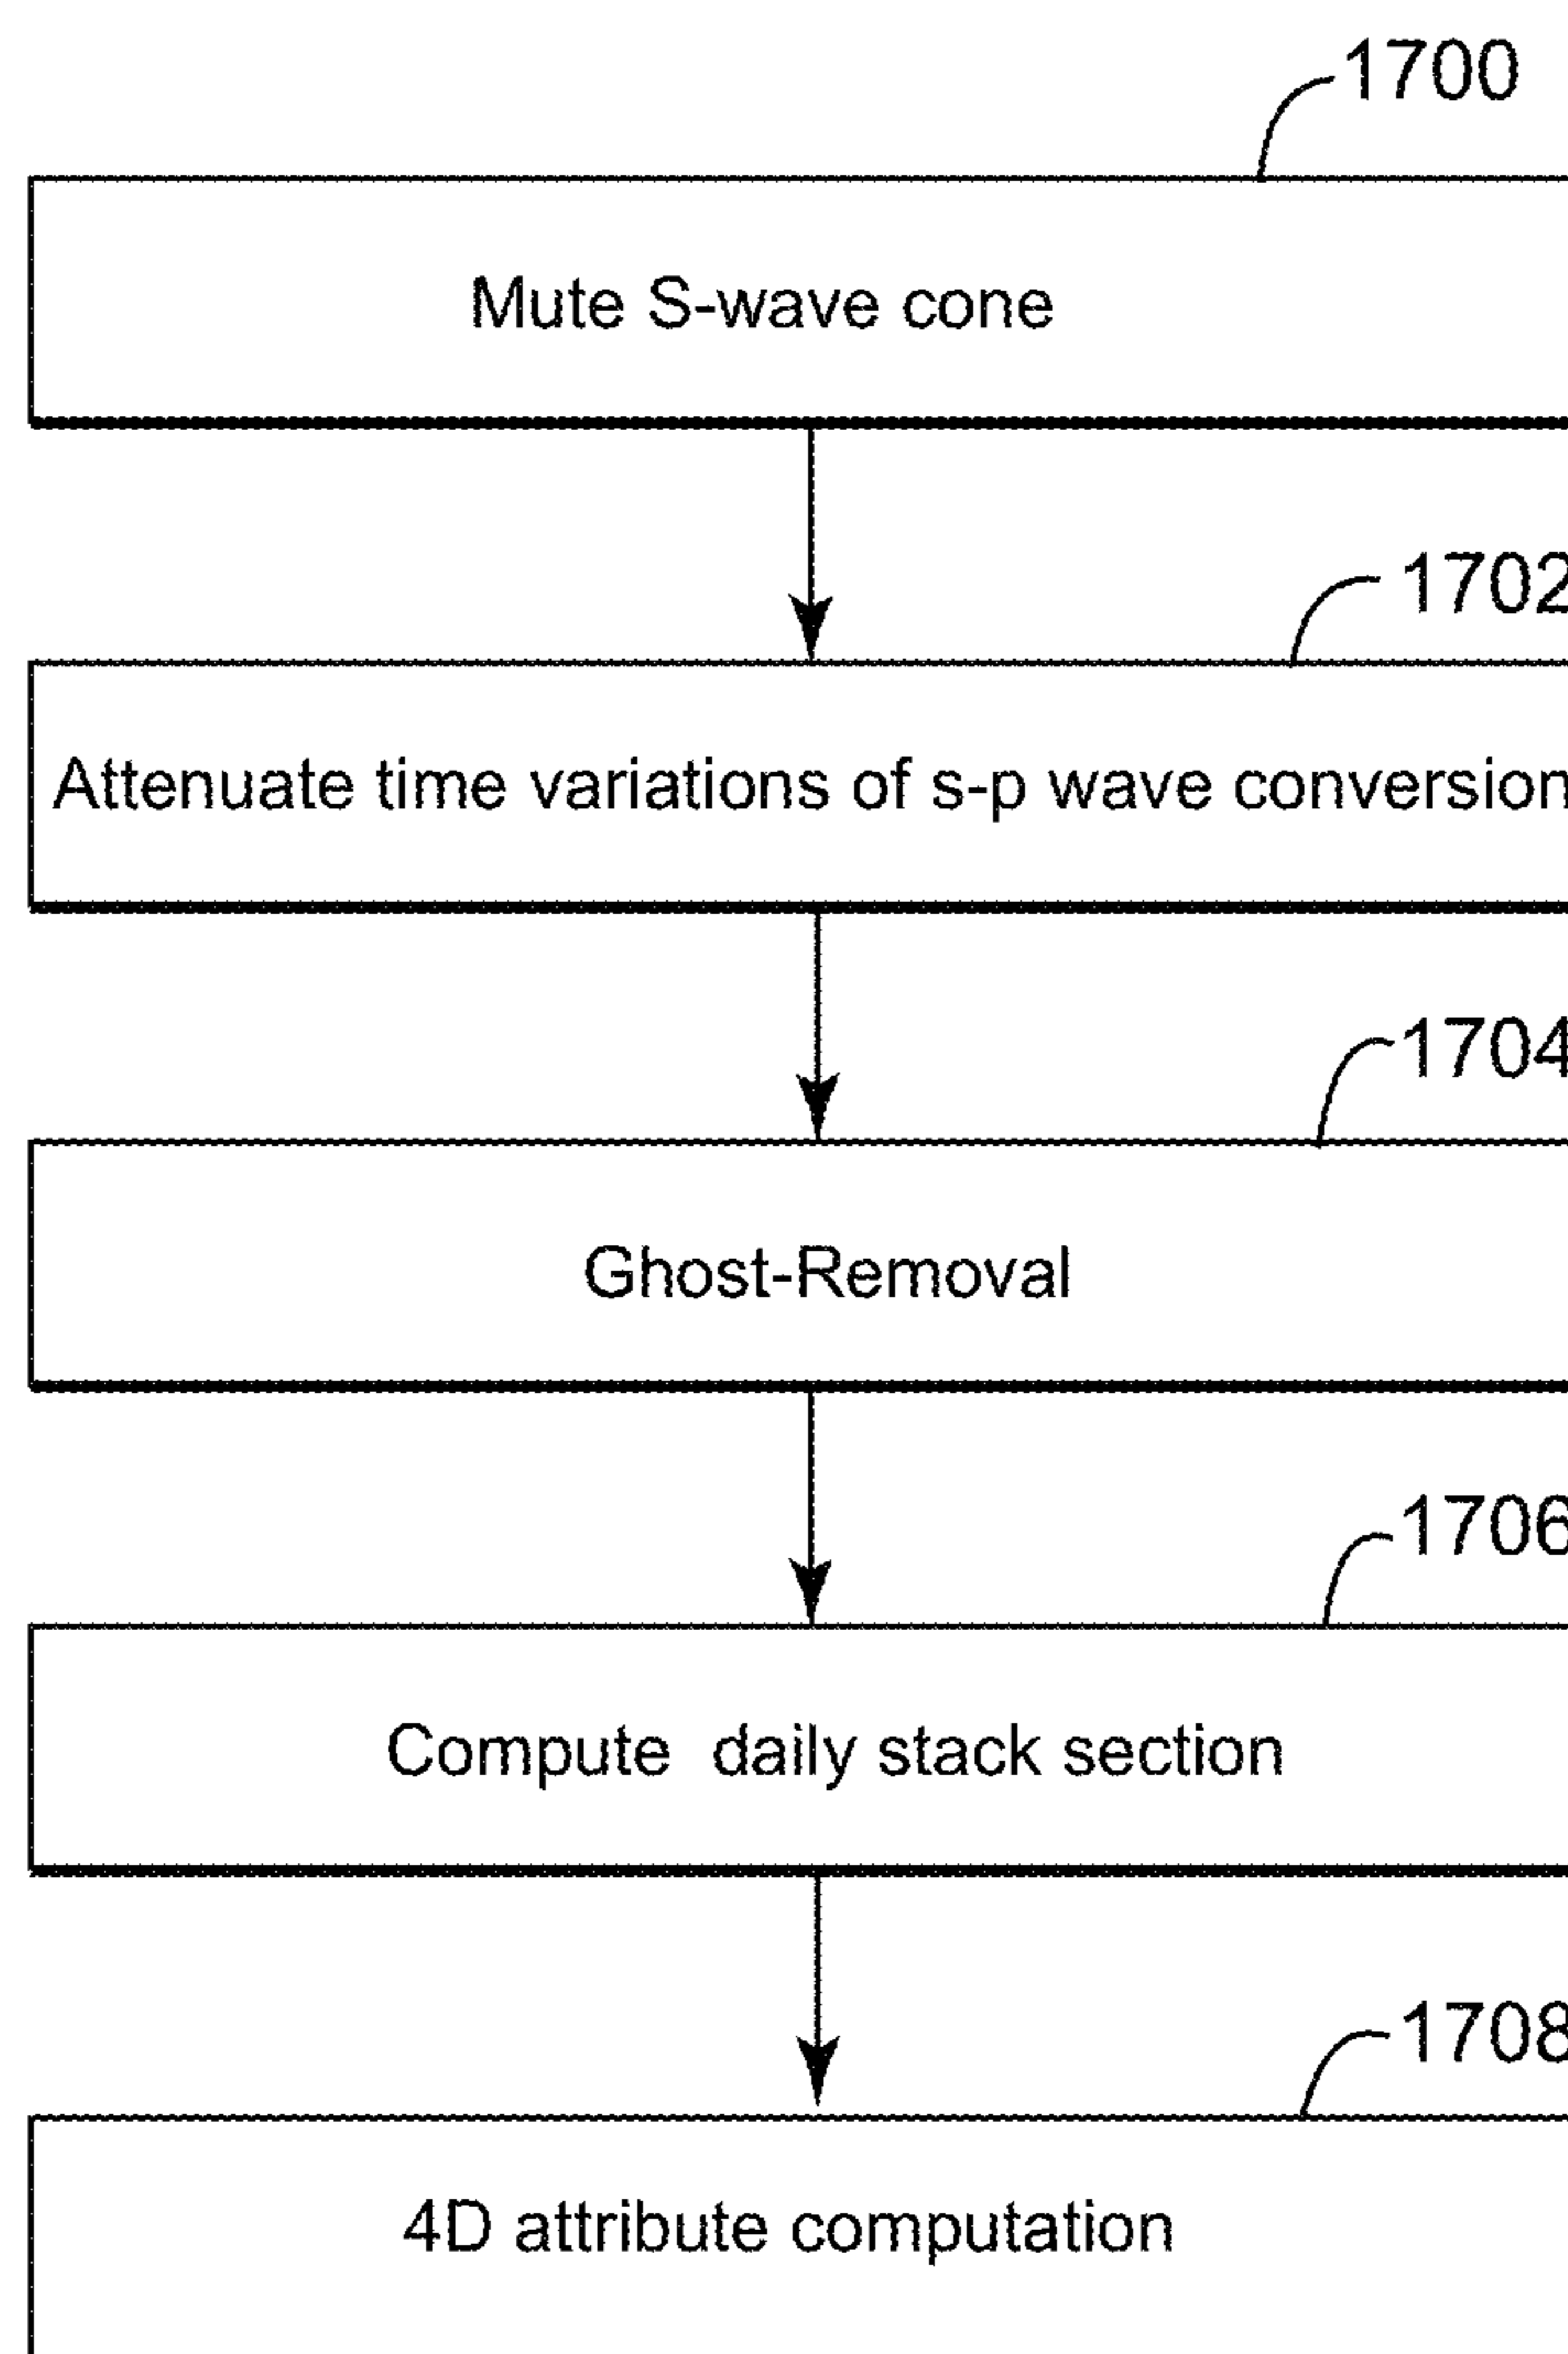 1700
Mute S-wave cone
1702
Attenuate time variations of s-p wave conversion
1704
Ghost-Removal
1706
Compute daily stack section
1708
4D attribute computation